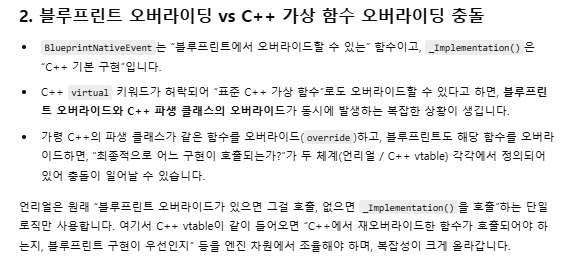 2. 블루프린트 오버라이딩 vs C++ 가상 함수 오버라이딩 충돌
• BlueprintNativeEvent 는 “블루프린트에서 오버라이드할 수 있는” 함수이고, _Implementation() 은
“C++ 기본 구현”입니다.
• C++ virtual 키워드가 허락되어 “표준 C++ 가상 함수”로도 오버라이드할 수 있다고 하면, 블루프린
트 오버라이드와 C++ 파생 클래스의 오버라이드가 동시에 발생하는 복잡한 상황이 생깁니다.
• 가령 C++의 파생 클래스가 같은 함수를 오버라이드( override )하고, 블루프린트도 해당 함수를 오버라
이드하면, “최종적으로 어느 구현이 호출되는가?”가 두 체계(언리얼 / C++ vtable) 각각에서 정의되어
있어 충돌이 일어날 수 있습니다.
언리얼은 원래 “블루프린트 오버라이드가 있으면 그걸 호출, 없으면 _Implementation() 을 호출”하는 단일
로직만 사용합니다. 여기서 C++ vtable이 같이 들어오면 “C++에서 재오버라이드한 함수가 호출되어야 하
는지, 블루프린트 구현이 우선인지” 등을 엔진 차원에서 조율해야 하며, 복잡성이 크게 올라갑니다.